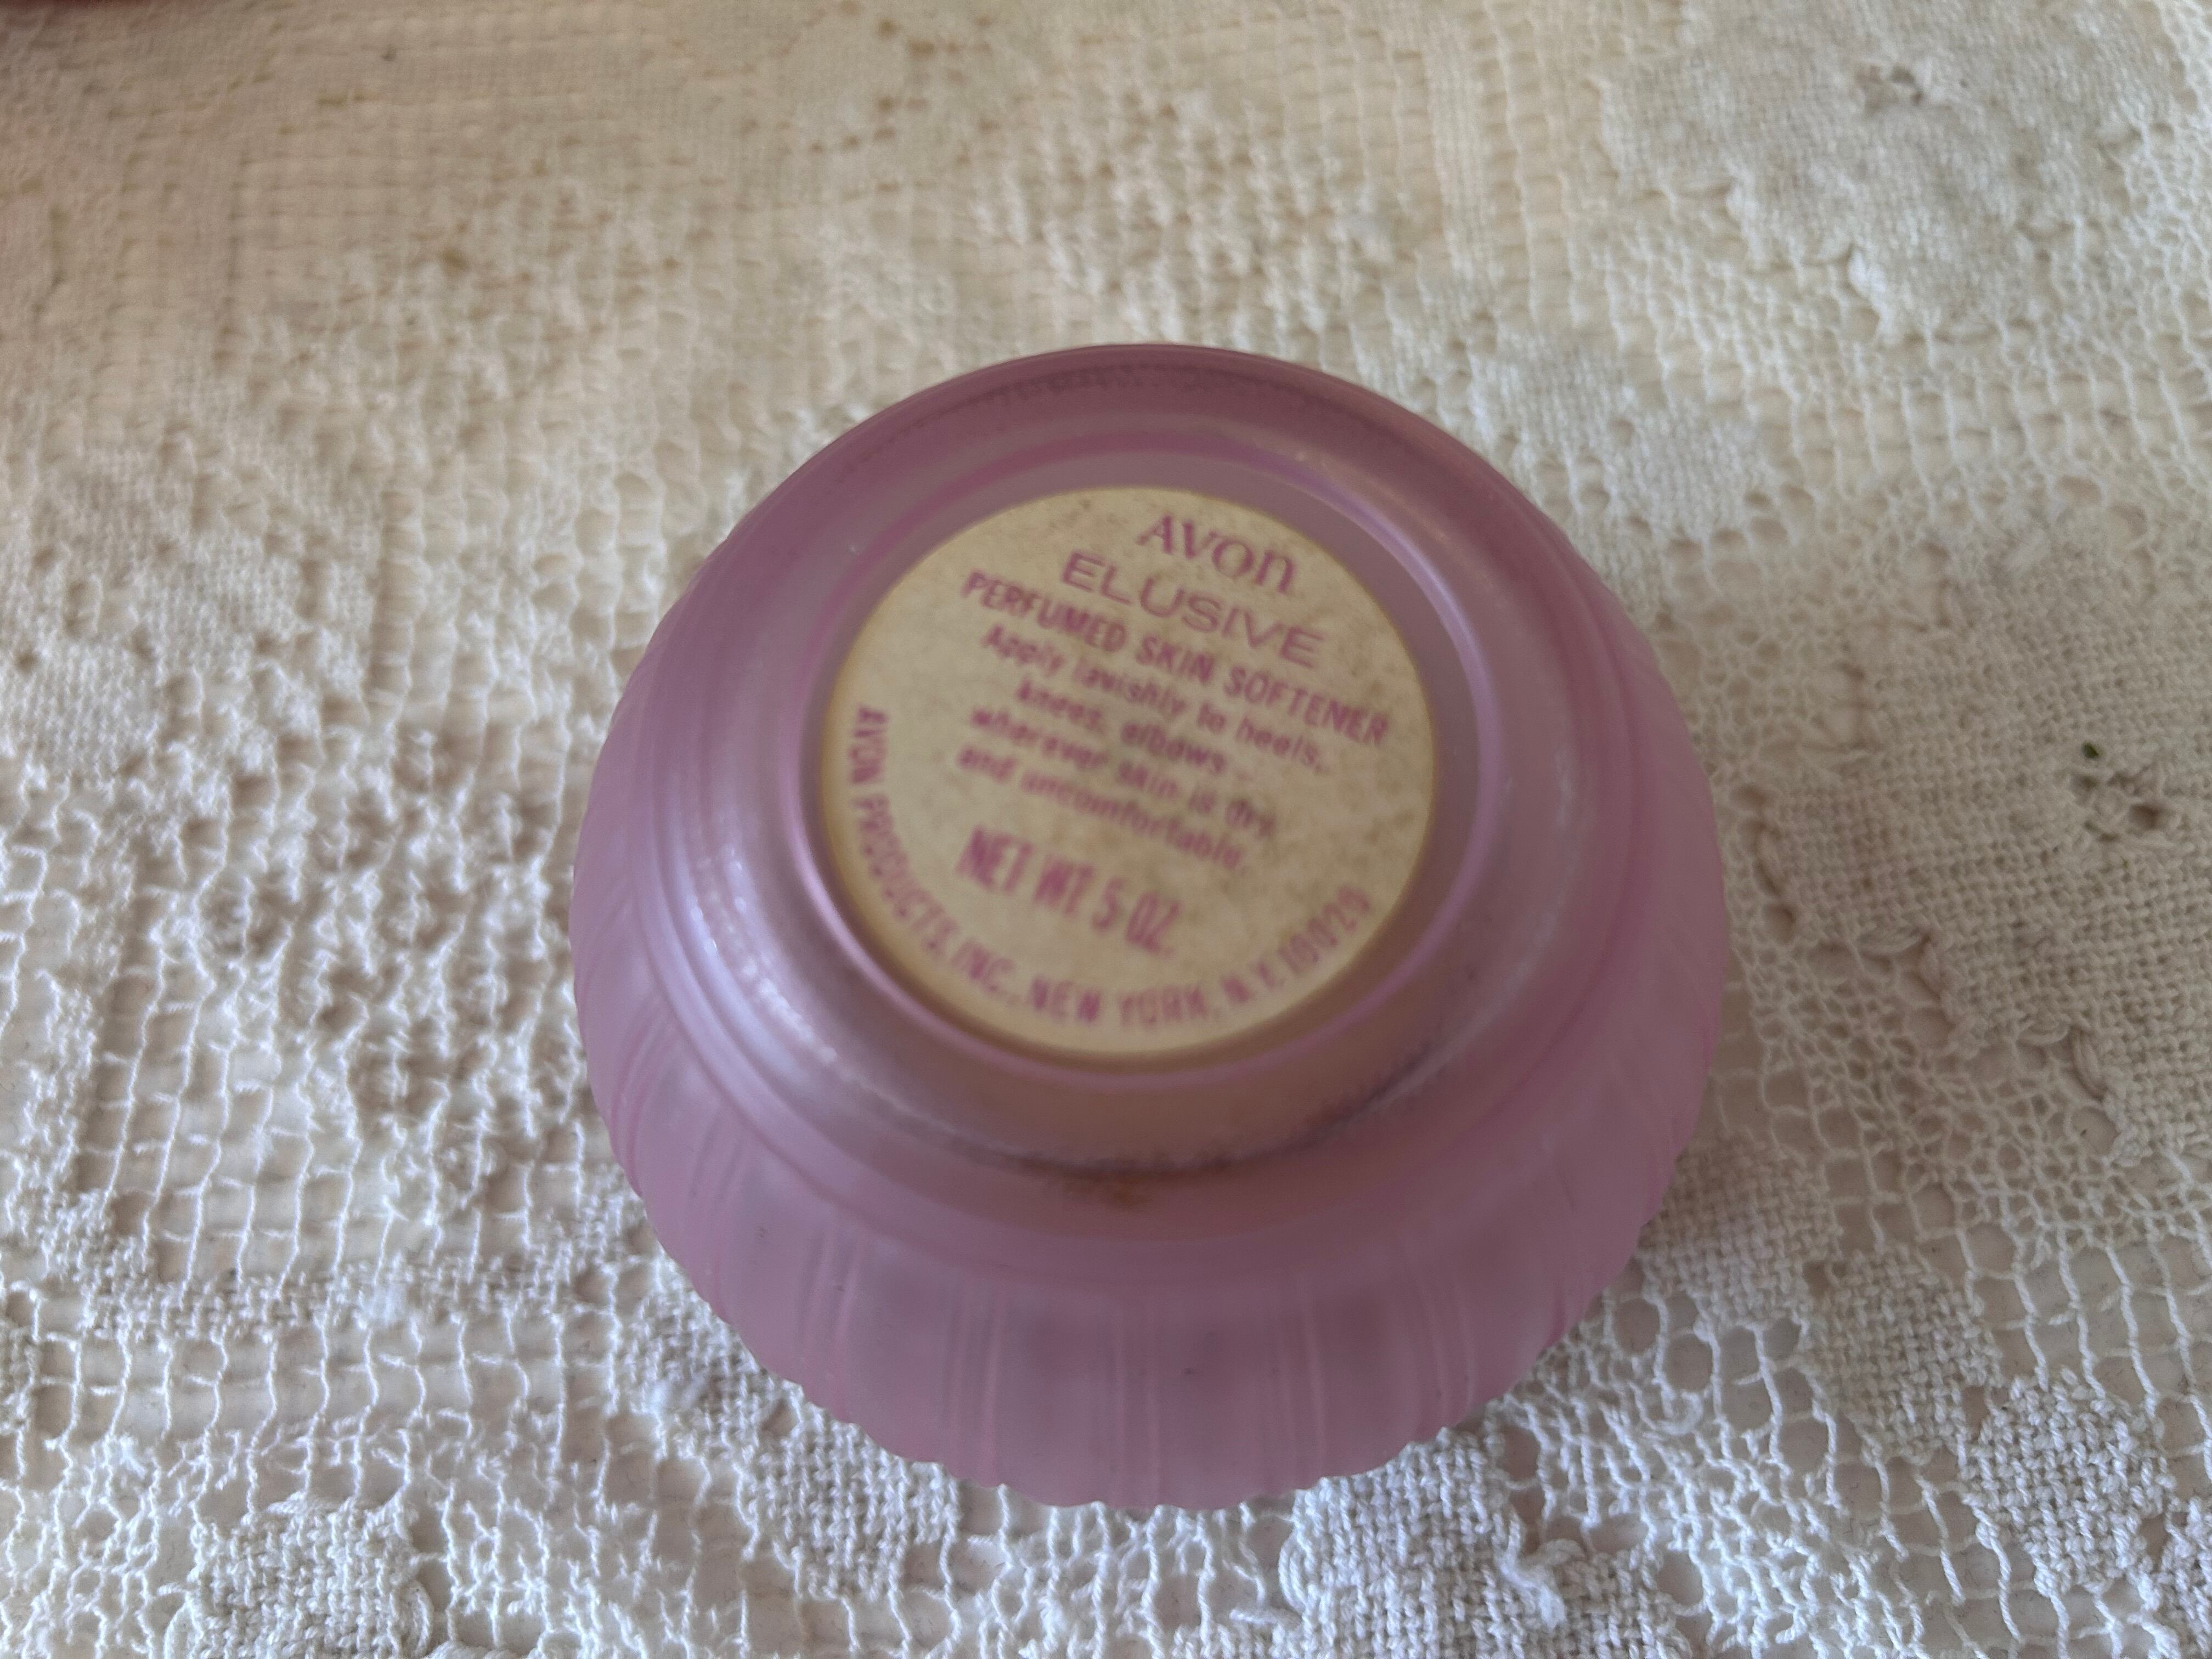 AVON
ELUSIVE
PERFUMED SKIN SOFTENER
Apply lavishly to heels,
knees, elbows -
wherever skin is dry
and uncomfortable.
NET WT. 5 OZ.
AVON PRODUCTS, INC., NEW YORK, N.Y. 10020